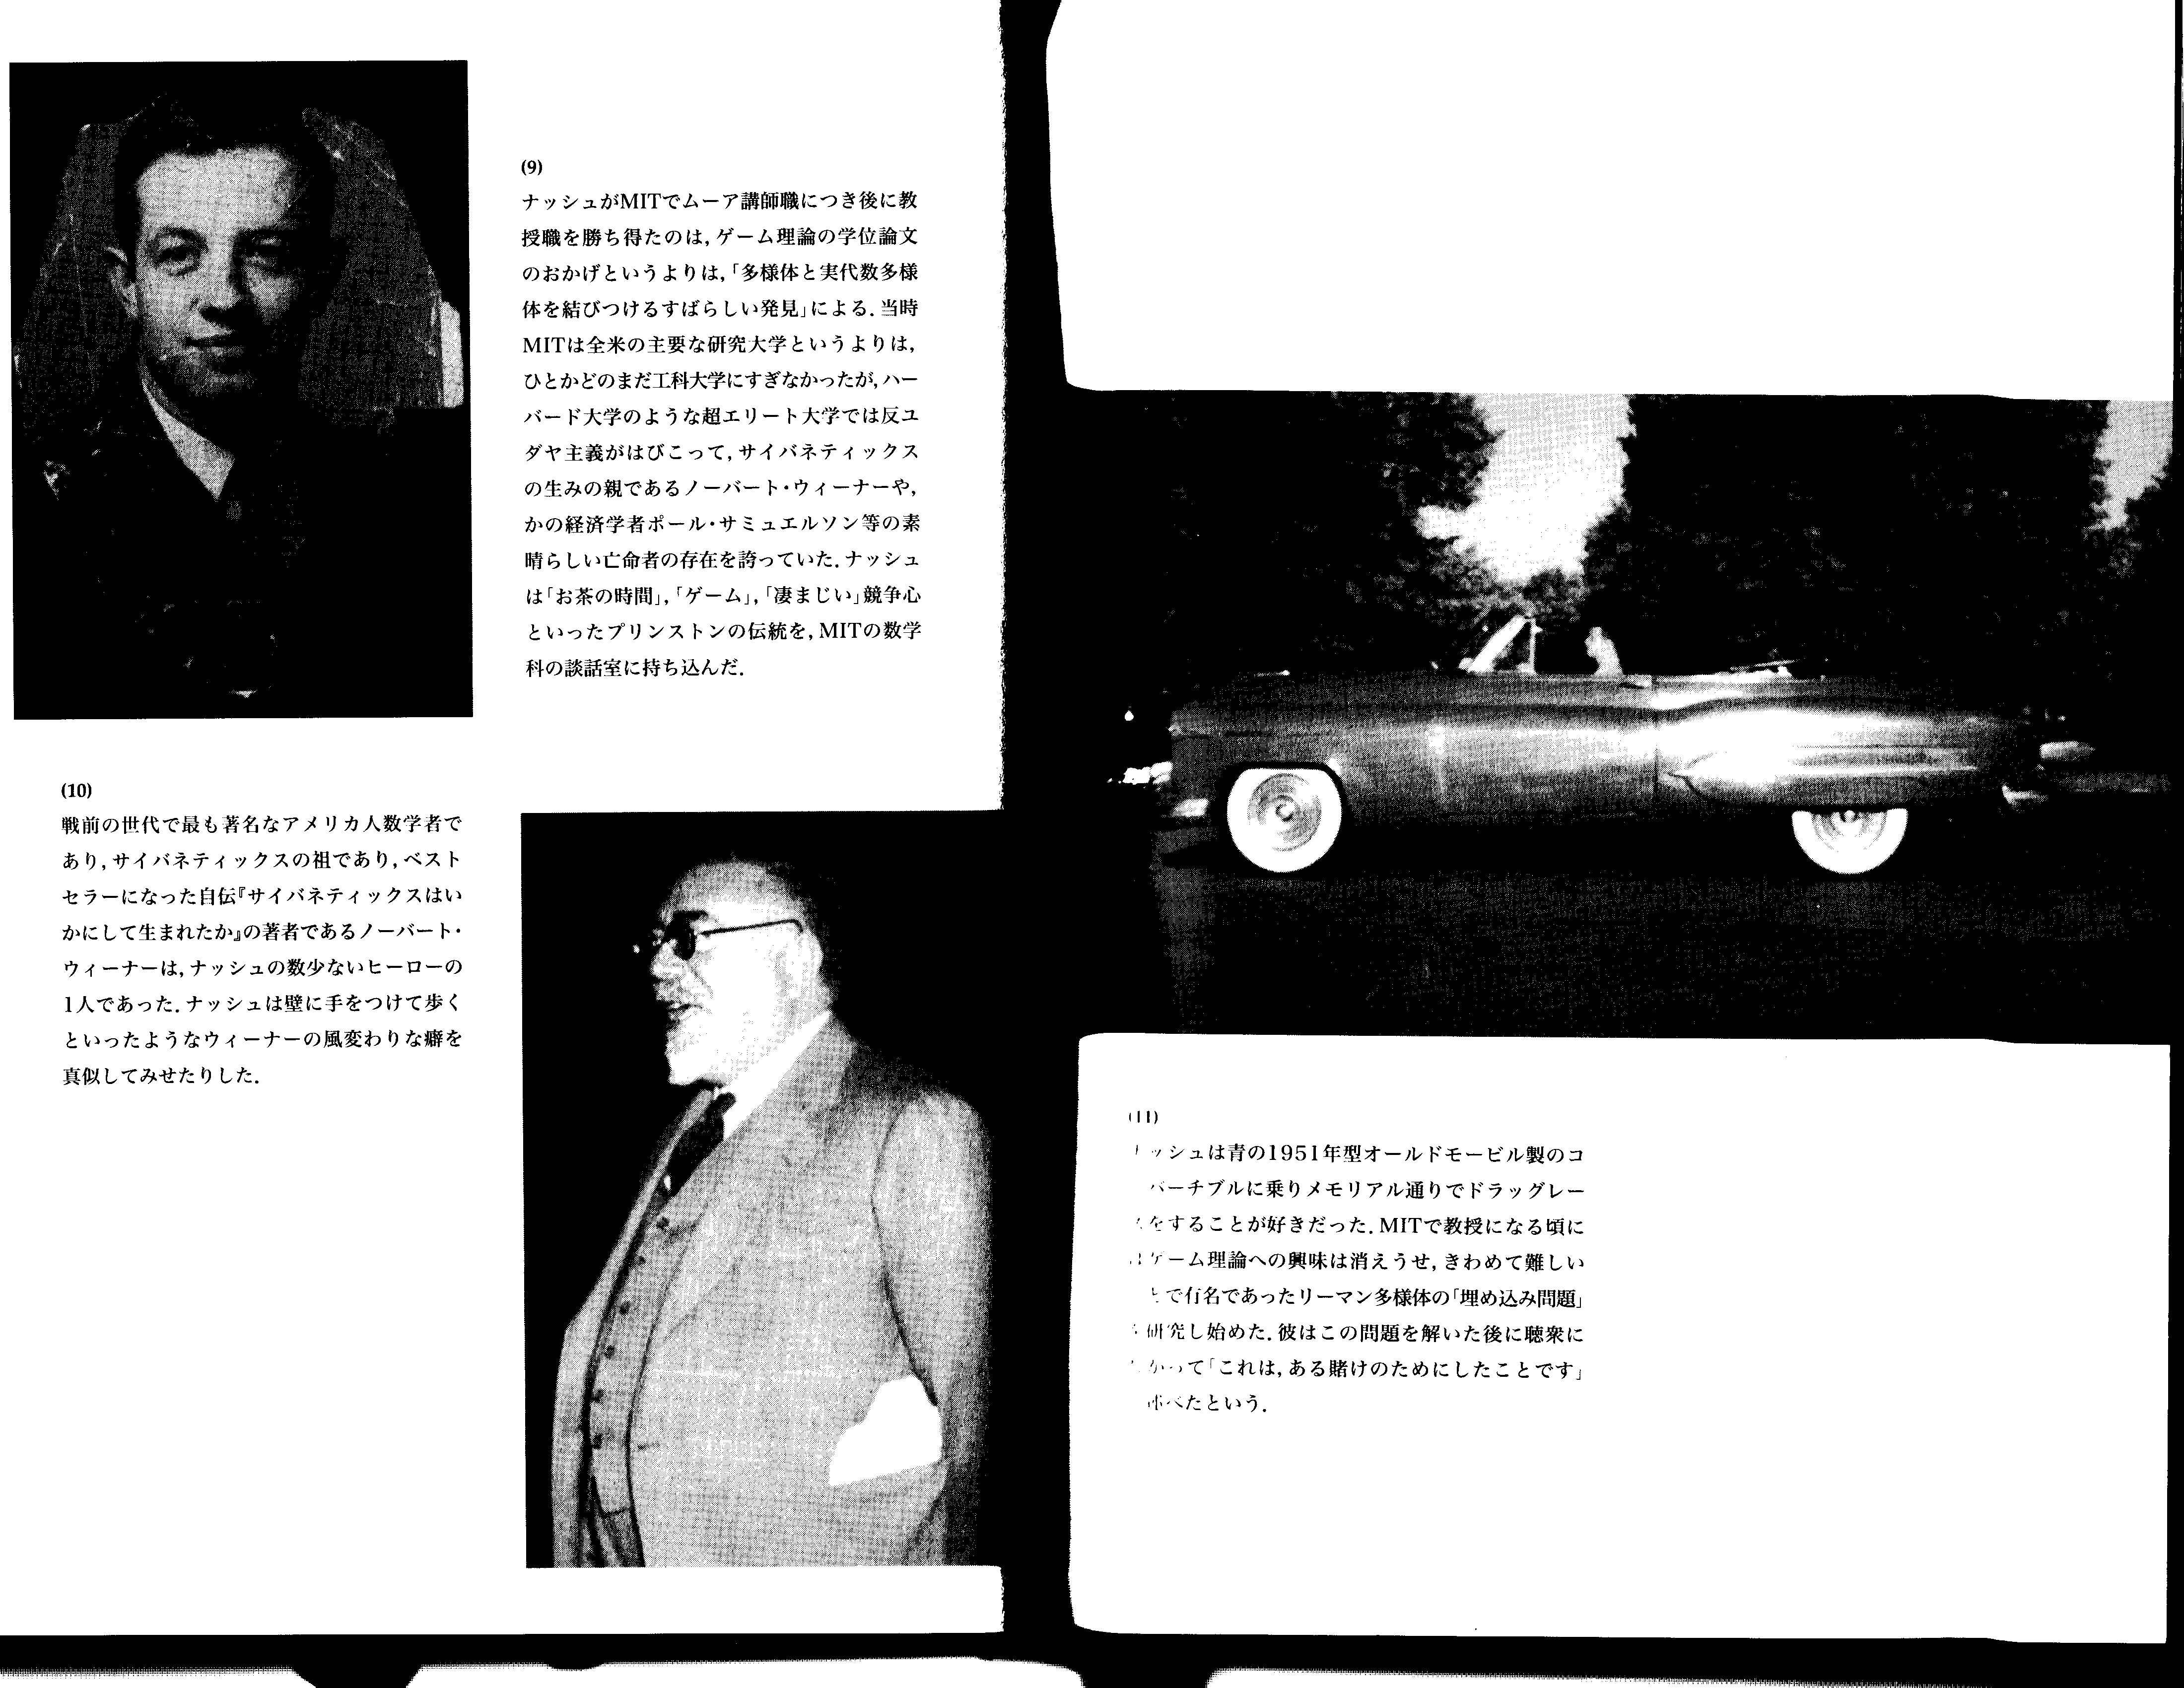 (9)
ナッシュがMITでムーア講師職につき後に教
授職を勝ち得たのは,ゲーム理論の学位論文
のおかげというよりは,「多様体と実代数多様
体を結びつけるすばらしい発見」による.当時
MITは全米の主要な研究大学というよりは,
ひとかどのまだ工科大学にすぎなかったが,ハー
バード大学のような超エリート大学では反ユ
ダヤ主義がはびこって,サイバネティックス
の生みの親であるノーバート・ウィーナーや,
かの経済学者ポール・サミュエルソン等の素
晴らしい亡命者の存在を誇っていた.ナッシュ
は「お茶の時間」,「ゲーム」,「凄まじい」競争心
といったプリンストンの伝統を,MITの数学
科の談話室に持ち込んだ.
(10)
戦前の世代で最も著名なアメリカ人数学者で
あり,サイバネティックスの祖であり,ベスト
セラーになった自伝『サイバネティックスはい
かにして生まれたか』の著者であるノーバート・
ウィーナーは,ナッシュの数少ないヒーローの
1人であった.ナッシュは壁に手をつけて歩く
といったようなウィーナーの風変わりな癖を
真似してみせたりした.
(11)
ッシュは青の1951年型オールドモービル製のコ
バーチブルに乗りメモリアル通りでドラッグレー
をすることが好きだった.MITで教授になる頃に
ゲーム理論への興味は消えうせ,きわめて難しい
とで有名であったリーマン多様体の「埋め込み問題」
研究し始めた.彼はこの問題を解いた後に聴衆に
かって「これは,ある賭けのためにしたことです」
べたという.